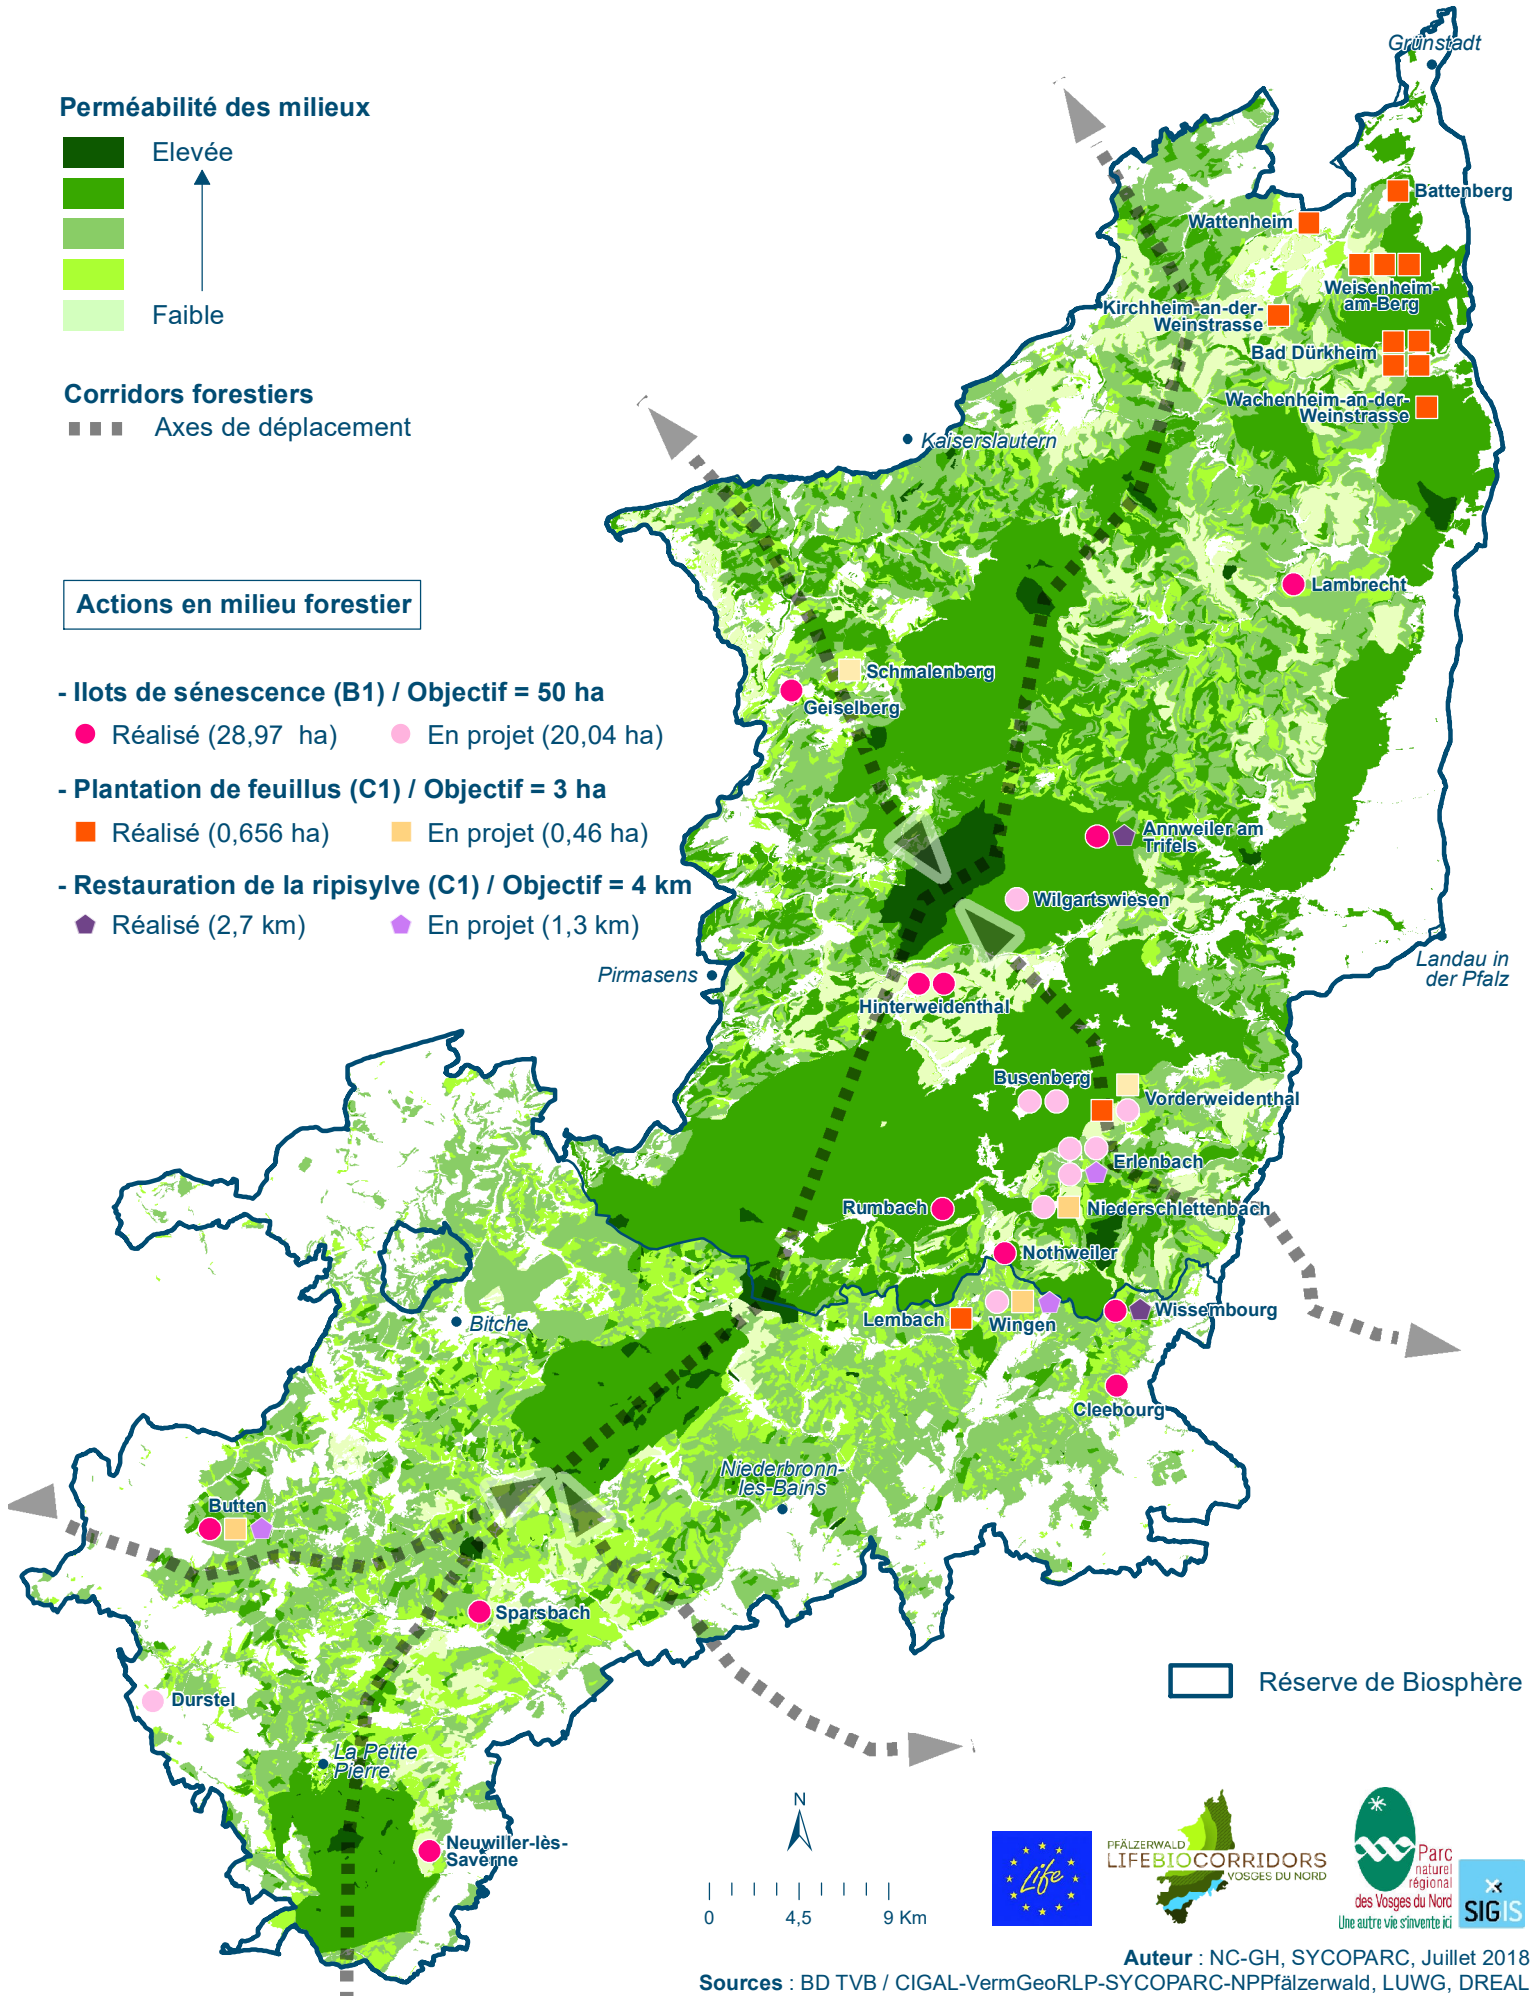 Perméabilité des milieux
Elevée
Faible
Corridors forestiers
Axes de déplacement
Actions en milieu forestier
- Ilots de sénescence (B1) / Objectif = 50 ha
Réalisé (28,97 ha)
En projet (20,04 ha)
- Plantation de feuillus (C1) / Objectif = 3 ha
Réalisé (0,656 ha)
En projet (0,46 ha)
- Restauration de la ripisylve (C1) / Objectif = 4 km
Réalisé (2,7 km)
En projet (1,3 km)
Grünstadt
Battenberg
Wattenheim
Weisenheim-
am-Berg
Kirchheim-an-der-
Weinstrasse
Bad Dürkheim
Wachenheim-an-der-
Weinstrasse
Kaiserslautern
Lambrecht
Schmalenberg
Geiselberg
Annweiler am
Trifels
Wilgartswiesen
Pirmasens
Landau in
der Pfalz
Hinterweidenthal
Busenberg
Vorderweidenthal
Erlenbach
Rumbach
Niederschlettenbach
Nothweiler
Lembach
Wingen
Wissembourg
Bitche
Cleebourg
Niederbronn-
les-Bains
Butten
Sparsbach
Durstel
La Petite
Pierre
Neuwiller-lès-
Saverne
Réserve de Biosphère
N
0
4,5
9 Km
Life
PFÄLZERWALD
LIFEBIOCORRIDORS
VOSGES DU NORD
Parc
naturel
régional
des Vosges du Nord
Une autre vie s'invente ici
SIGIS
Auteur : NC-GH, SYCOPARC, Juillet 2018
Sources : BD TVB / CIGAL-VermGeoRLP-SYCOPARC-NPPfälzerwald, LUWG, DREAL